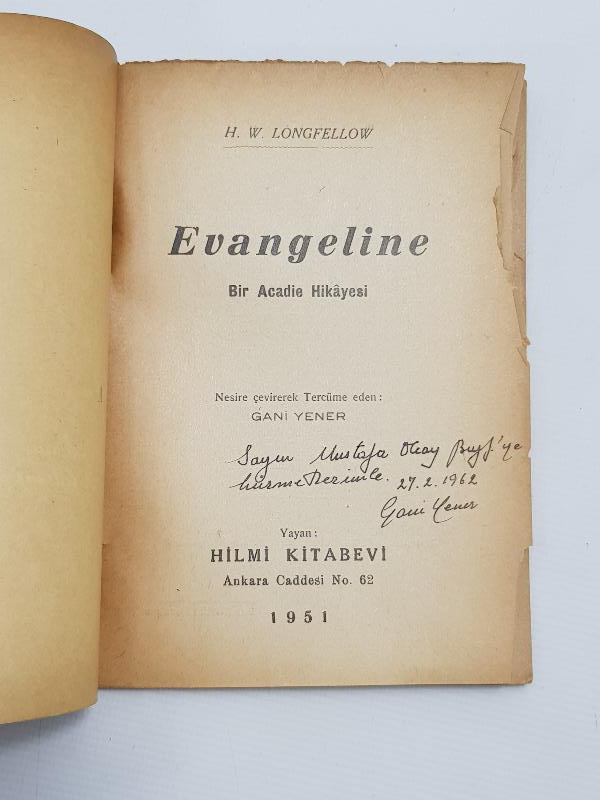 H. W. LONGFELLOW
Evangeline
Bir Acadie Hikâyesi
Nesire çevirerek Tercüme eden:
GANİ YENER
Sayın Mustafa Olcay
hürmetlerimle. 27.2.1962
Gani Yener
Yayan:
HİLMİ KİTABEVİ
Ankara Caddesi No. 62
1951